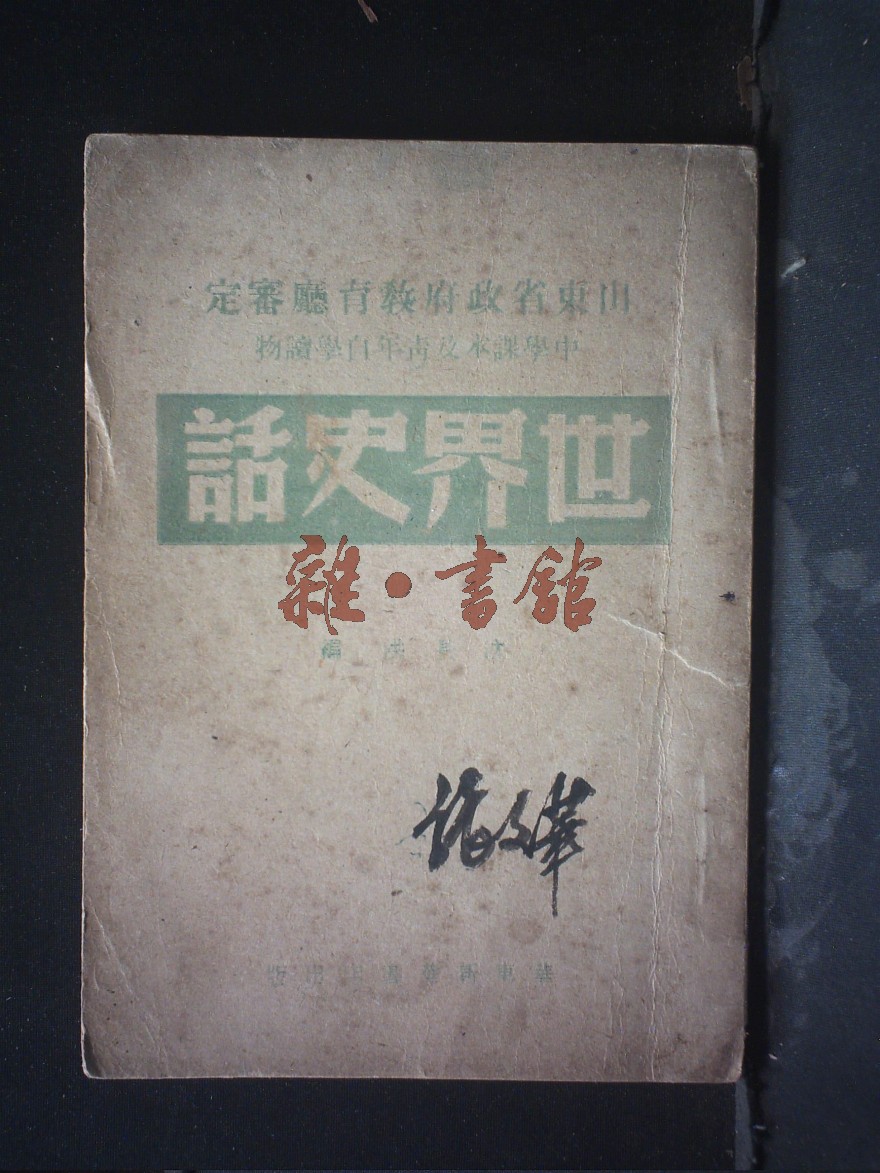 山東省政府教育廳審定
中學課本及青年自學讀物
世界史話
雜·書館
編
華東新華書店出版